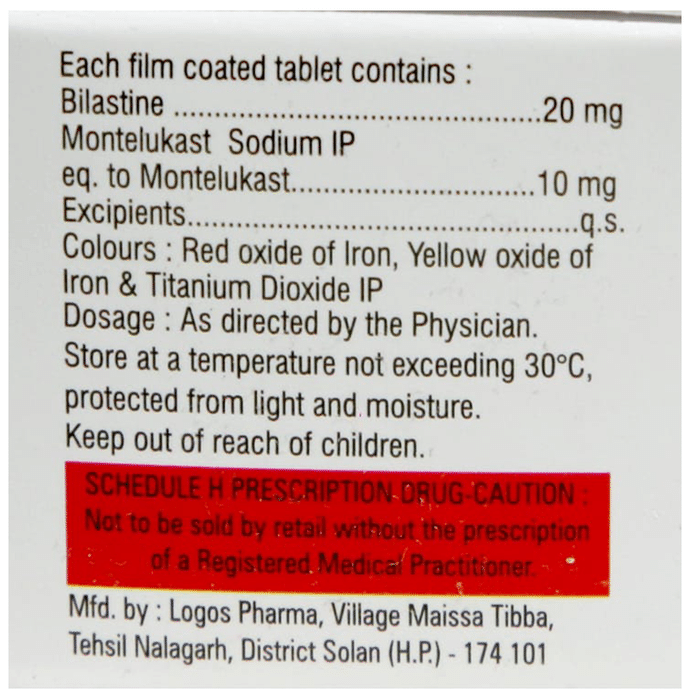 Each film coated tablet contains :
Bilastine ............................................20 mg
Montelukast Sodium IP
eq. to Montelukast..............................10 mg
Excipients................................................q.s.
Colours : Red oxide of Iron, Yellow oxide of
Iron & Titanium Dioxide IP
Dosage : As directed by the Physician.
Store at a temperature not exceeding 30°C,
protected from light and moisture.
Keep out of reach of children.
SCHEDULE H PRESCRIPTION DRUG-CAUTION :
Not to be sold by retail without the prescription
of a Registered Medical Practitioner.
Mfd. by : Logos Pharma, Village Maissa Tibba,
Tehsil Nalagarh, District Solan (H.P.) - 174 101